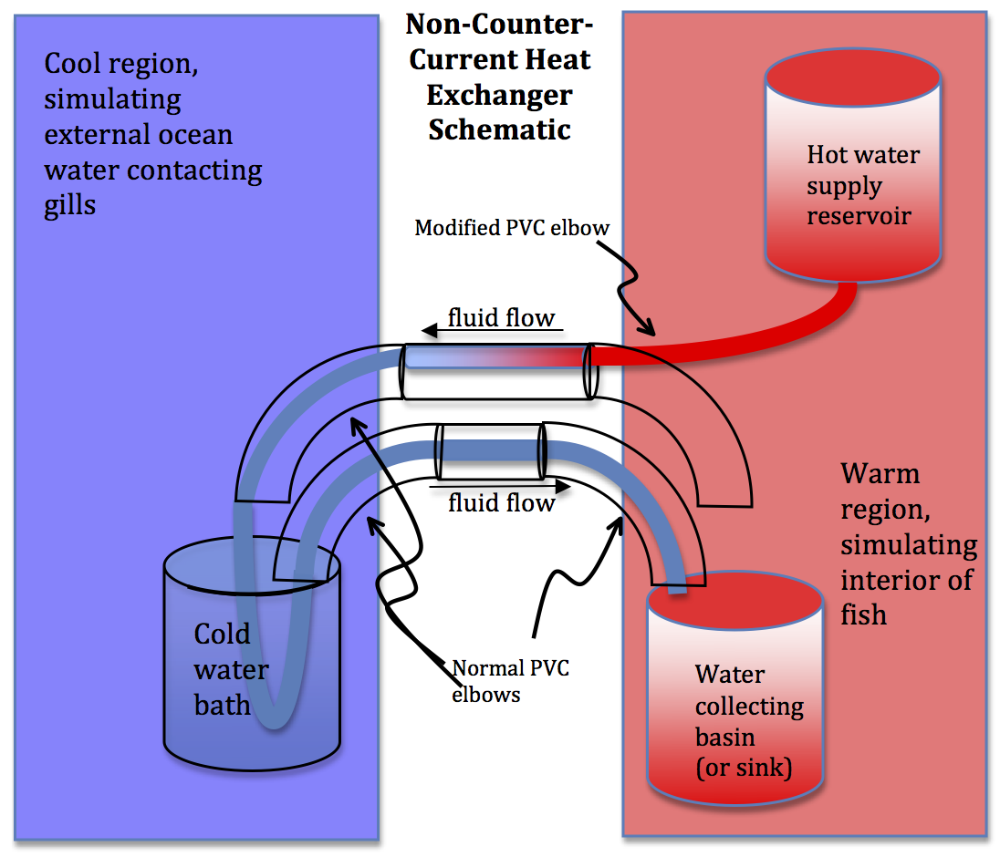 Non-Counter-
Current Heat
Exchanger
Schematic
Cool region,
simulating
external ocean
water contacting
gills
Hot water
supply
reservoir
Modified PVC elbow
fluid flow
fluid flow
Warm
region,
simulating
interior of
fish
Cold
water
bath
Normal PVC
elbows
Water
collecting
basin
(or sink)